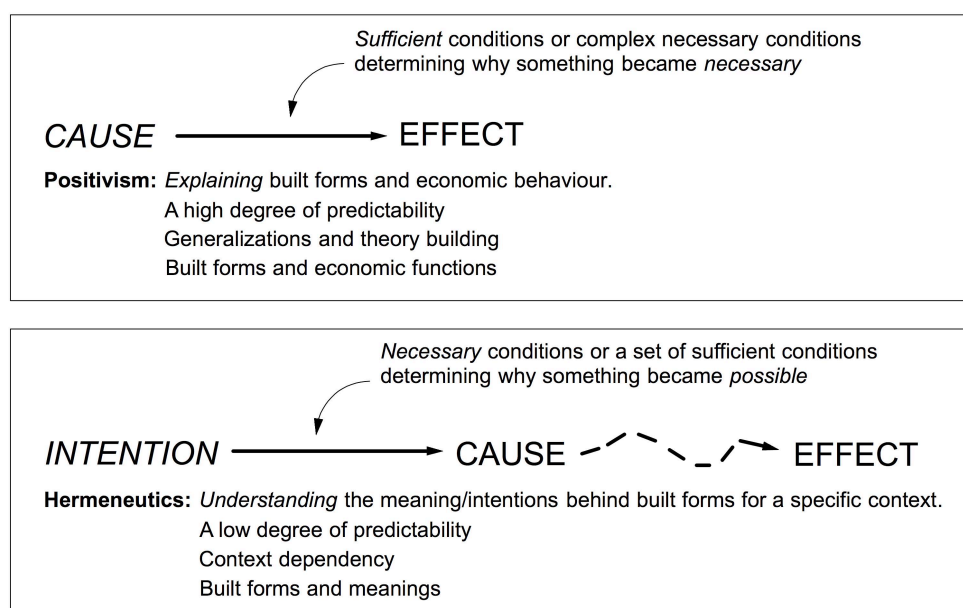 Sufficient conditions or complex necessary conditions
determining why something became necessary
CAUSE EFFECT
Positivism: Explaining built forms and economic behaviour.
A high degree of predictability
Generalizations and theory building
Built forms and economic functions
Necessary conditions or a set of sufficient conditions
determining why something became possible
INTENTION CAUSE EFFECT
Hermeneutics: Understanding the meaning/intentions behind built forms for a specific context.
A low degree of predictability
Context dependency
Built forms and meanings